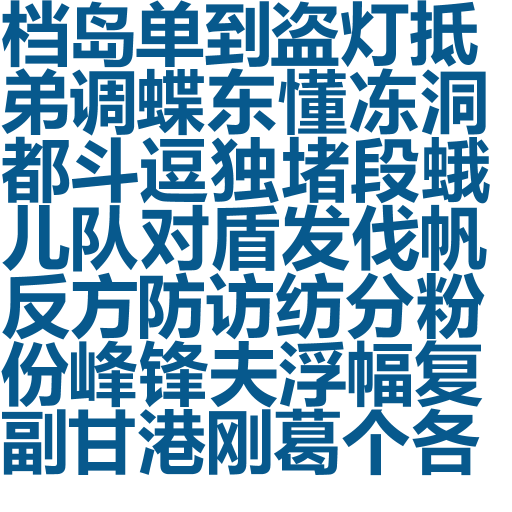 档岛单到盗灯抵
弟调蝶东懂冻洞
都斗逗独堵段蛾
儿队对盾发伐帆
反方防访纺分粉
份峰锋夫浮幅复
副甘港刚葛个各